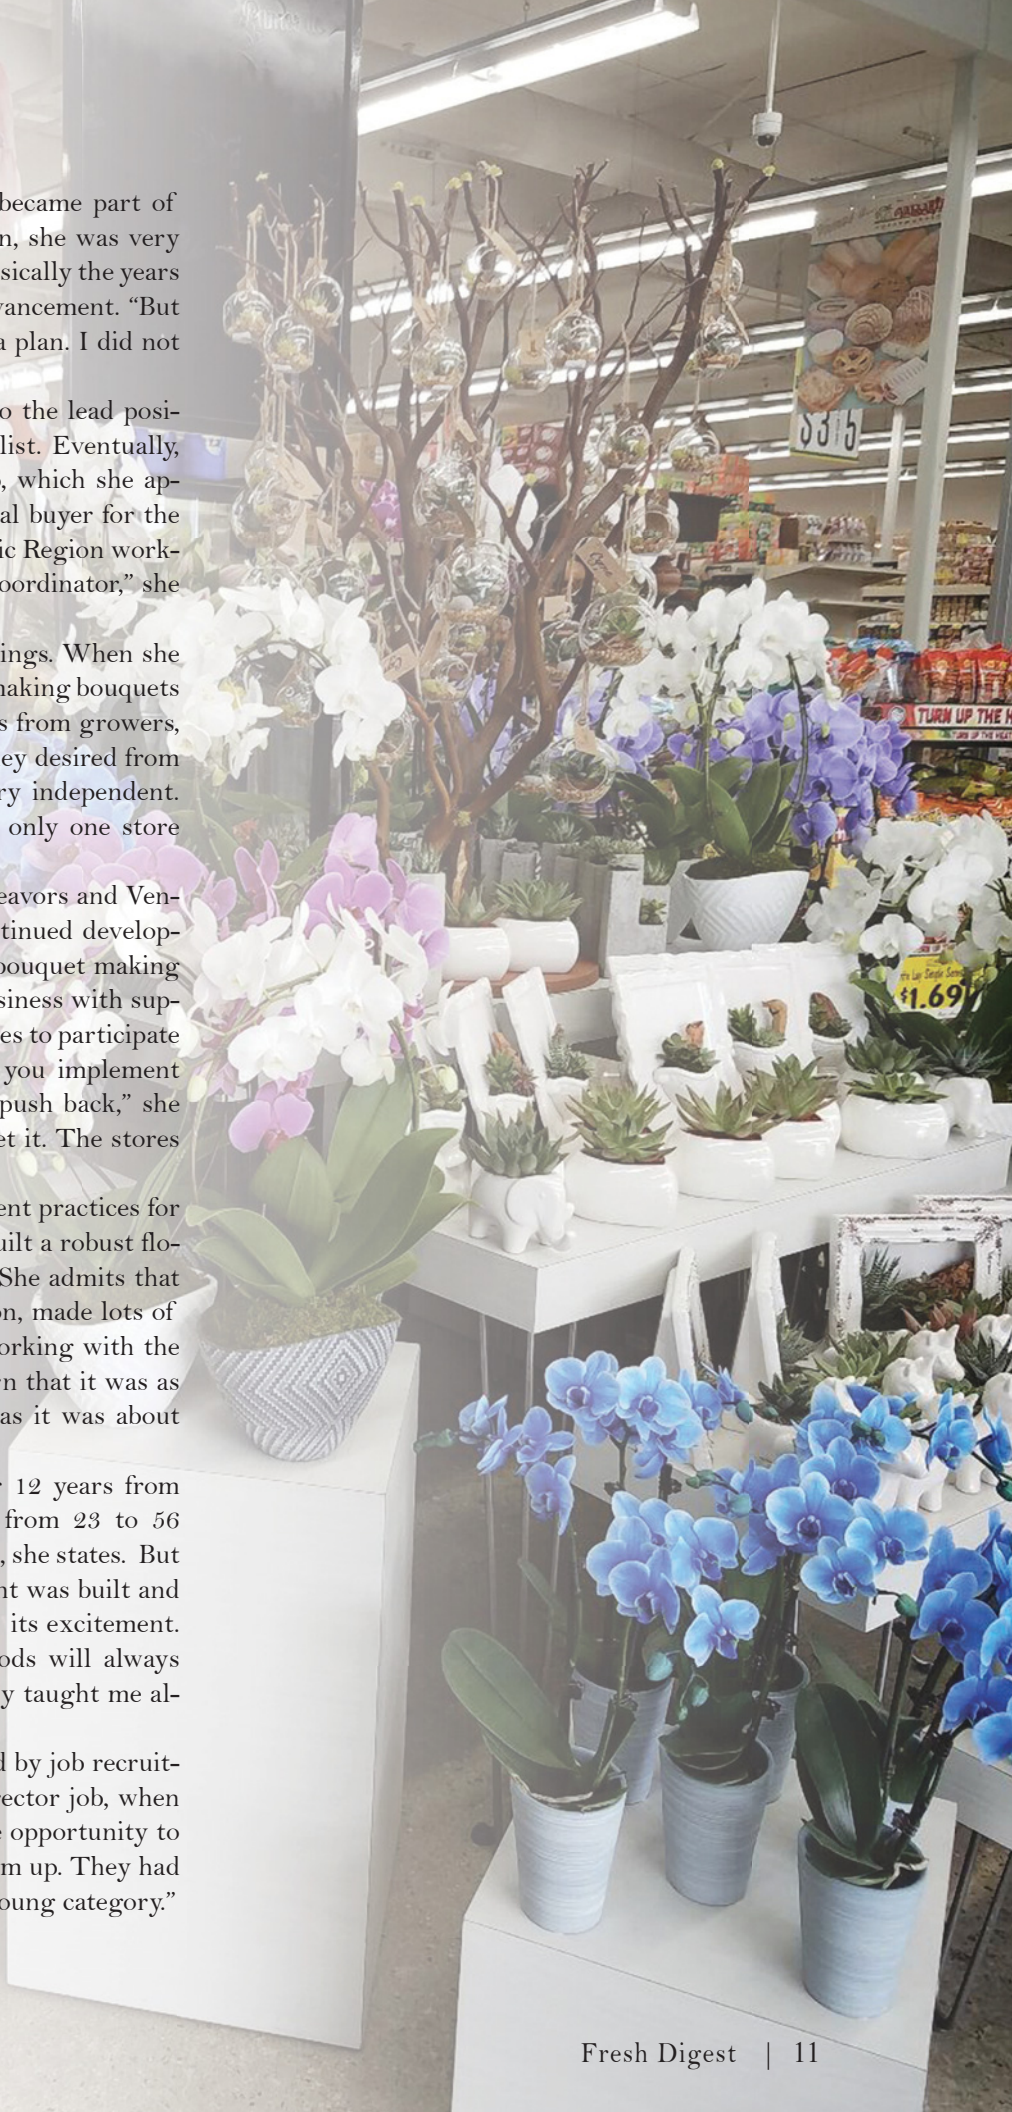 became part of
n, she was very
sically the years
vancement. “But
a plan. I did not
o the lead posi-
list. Eventually,
, which she ap-
al buyer for the
ic Region work-
oordinator,” she
ings. When she
making bouquets
s from growers,
ey desired from
ry independent.
only one store
eavors and Ven-
tinued develop-
bouquet making
siness with sup-
es to participate
you implement
push back,” she
et it. The stores
ent practices for
uilt a robust flo-
She admits that
on, made lots of
orking with the
rn that it was as
as it was about
r 12 years from
from 23 to 56
, she states. But
nt was built and
its excitement.
ods will always
y taught me al-
d by job recruit-
rector job, when
e opportunity to
m up. They had
oung category.”
TURN UP THE H
TURN UP THE HEAT
$1.69
Fresh Digest | 11